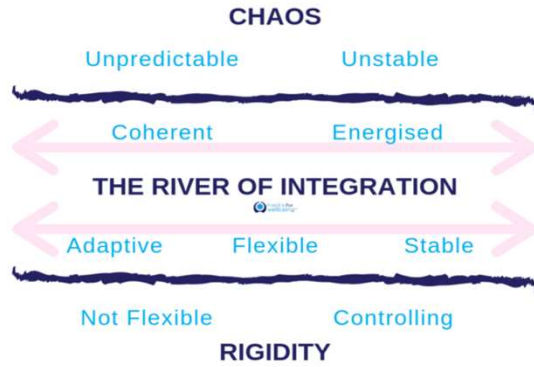 CHAOS
Unpredictable Unstable
Coherent Energised
THE RIVER OF INTEGRATION
Adaptive Flexible Stable
Not Flexible Controlling
RIGIDITY